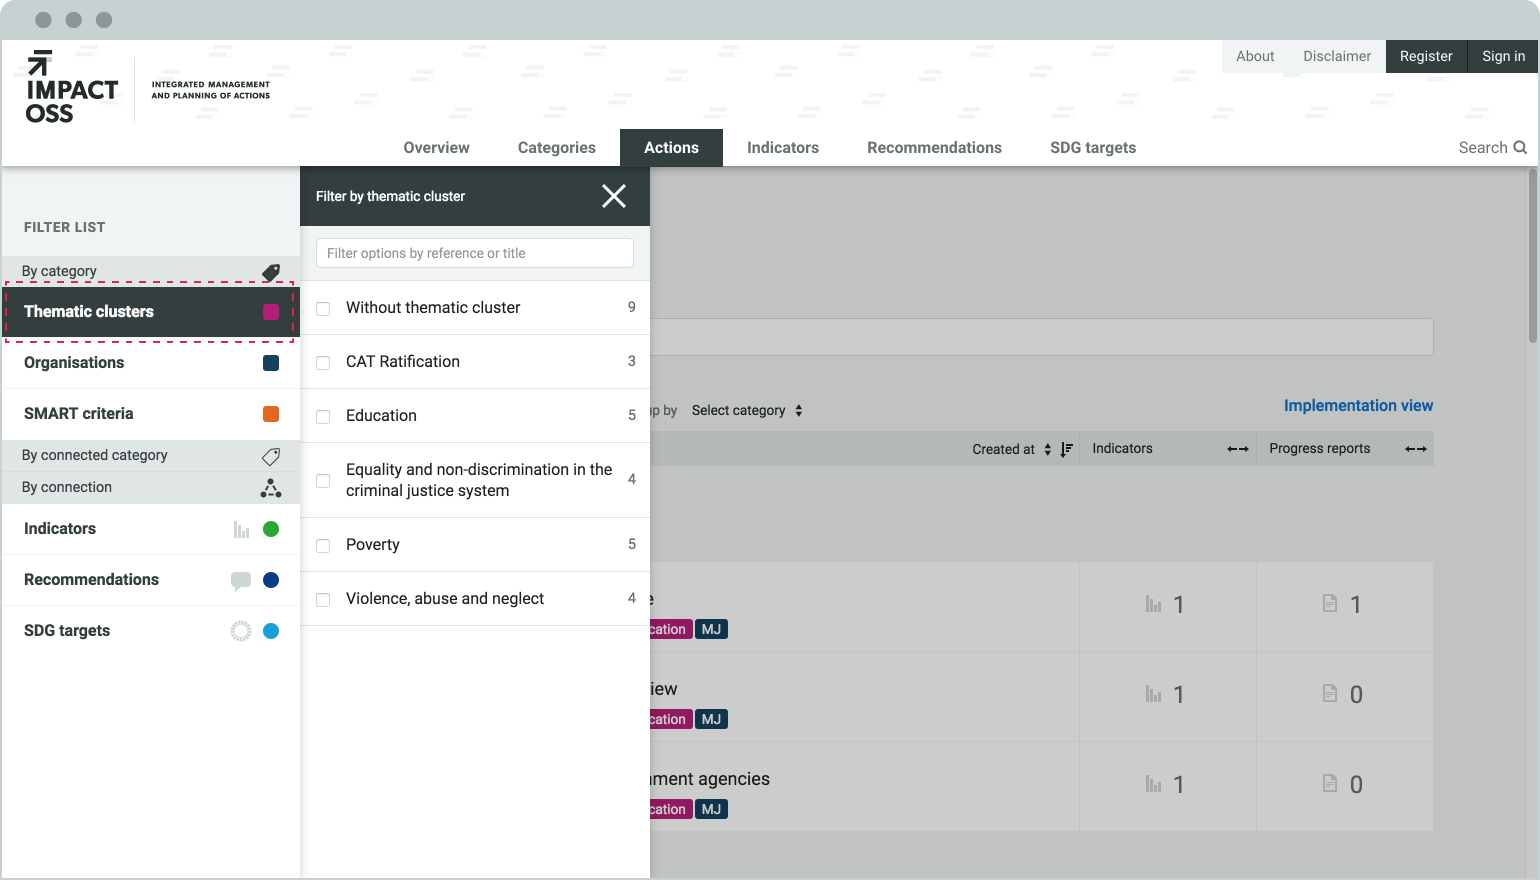 About
Disclaimer
Register
Sign in
IMPACT
OSS
INTEGRATED MANAGEMENT
AND PLANNING OF ACTIONS
Overview
Categories
Actions
Indicators
Recommendations
SDG targets
Search
FILTER LIST
By category
Thematic clusters
Organisations
SMART criteria
By connected category
By connection
Indicators
Recommendations
SDG targets
Filter by thematic cluster
Filter options by reference or title
Without thematic cluster 9
CAT Ratification 3
Education 5
Equality and non-discrimination in the
criminal justice system 4
Poverty 5
Violence, abuse and neglect 4
by Select category
Implementation view
Created at
Indicators
Progress reports
MJ
1
1
MJ
1
0
agencies
MJ
1
0